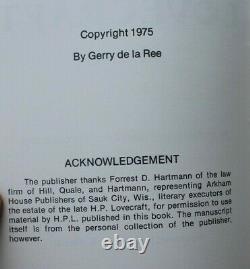 Copyright 1975
By Gerry de la Ree
ACKNOWLEDGEMENT
The publisher thanks Forrest D. Hartmann of the law
firm of Hill, Quale, and Hartmann, representing Arkham
House Publishers of Sauk City, Wis., literary executors of
the estate of the late H.P. Lovecraft, for permission to use
material by H.P.L. published in this book. The manuscript
itself is from the personal collection of the publisher,
however.
ebay